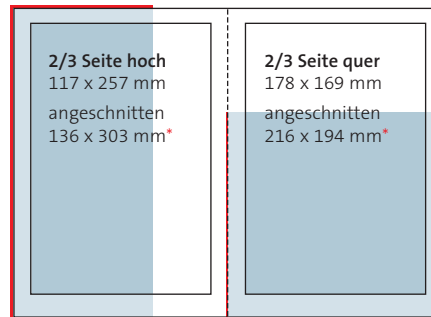 2/3 Seite hoch
117 x 257 mm
angeschnitten
136 x 303 mm*
2/3 Seite quer
178 x 169 mm
angeschnitten
216 x 194 mm*